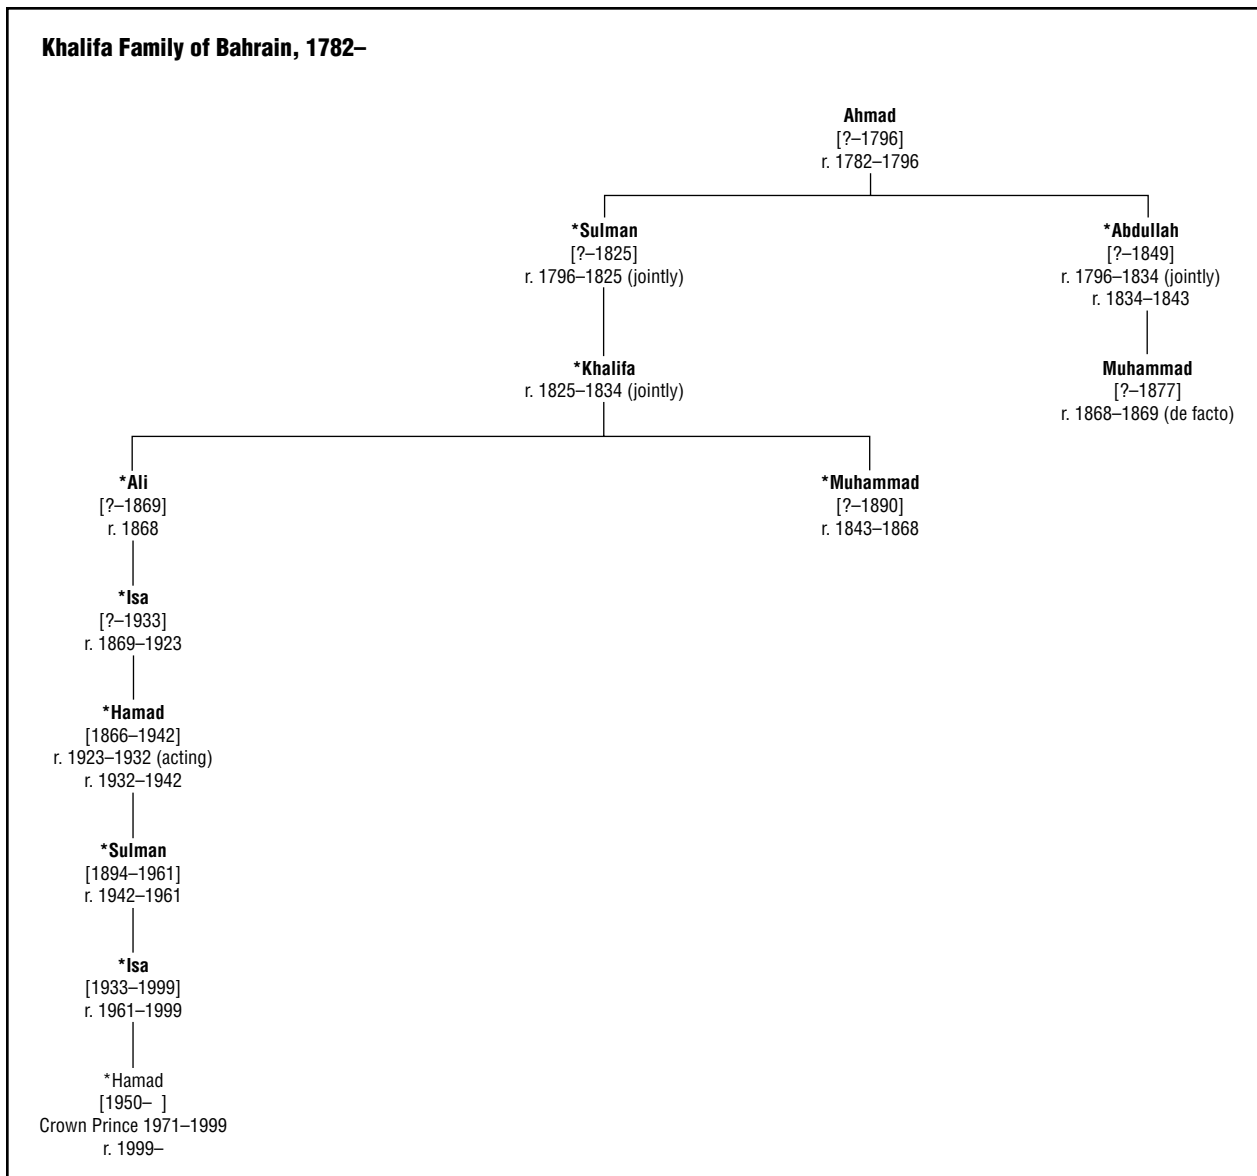 Khalifa Family of Bahrain, 1782–
Ahmad
[?–1796]
r. 1782–1796
*Sulman
[?–1825]
r. 1796–1825 (jointly)
*Abdullah
[?–1849]
r. 1796–1834 (jointly)
r. 1834–1843
*Khalifa
r. 1825–1834 (jointly)
Muhammad
[?–1877]
r. 1868–1869 (de facto)
*Ali
[?–1869]
r. 1868
*Muhammad
[?–1890]
r. 1843–1868
*Isa
[?–1933]
r. 1869–1923
*Hamad
[1866–1942]
r. 1923–1932 (acting)
r. 1932–1942
*Sulman
[1894–1961]
r. 1942–1961
*Isa
[1933–1999]
r. 1961–1999
*Hamad
[1950–  ]
Crown Prince 1971–1999
r. 1999–